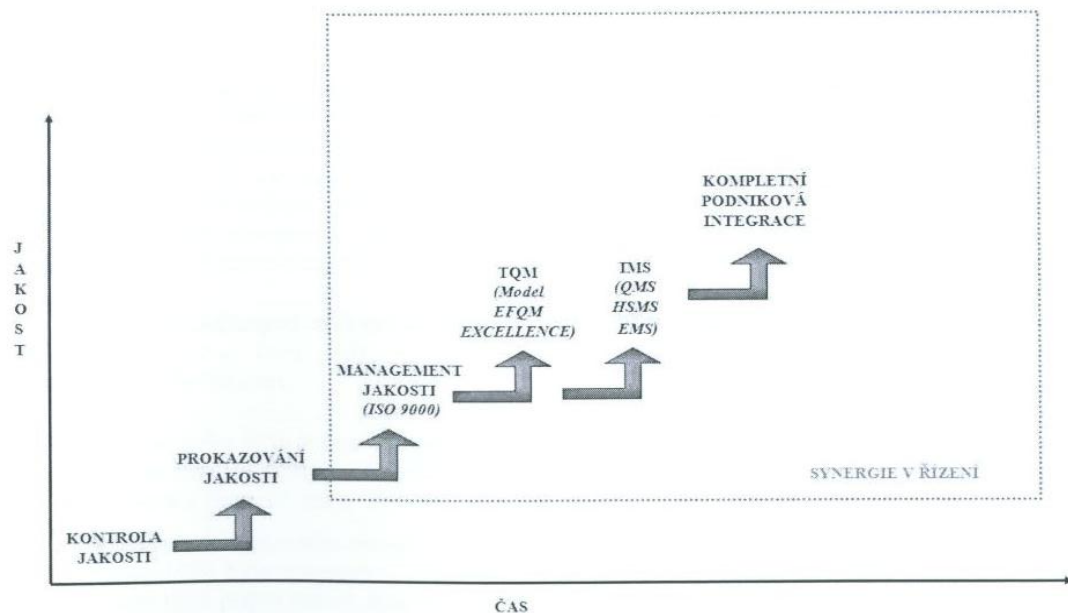 KOMPLETNÍ
PODNIKOVÁ
INTEGRACE
J
A
K
O
S
T
TQM
(Model
EFQM
EXCELLENCE)
IMS
(QMS
HSMS
EMS)
MANAGEMENT
JAKOSTI
(ISO 9000)
PROKAZOVÁNÍ
JAKOSTI
SYNERGIE V ŘÍZENÍ
KONTROLA
JAKOSTI
ČAS